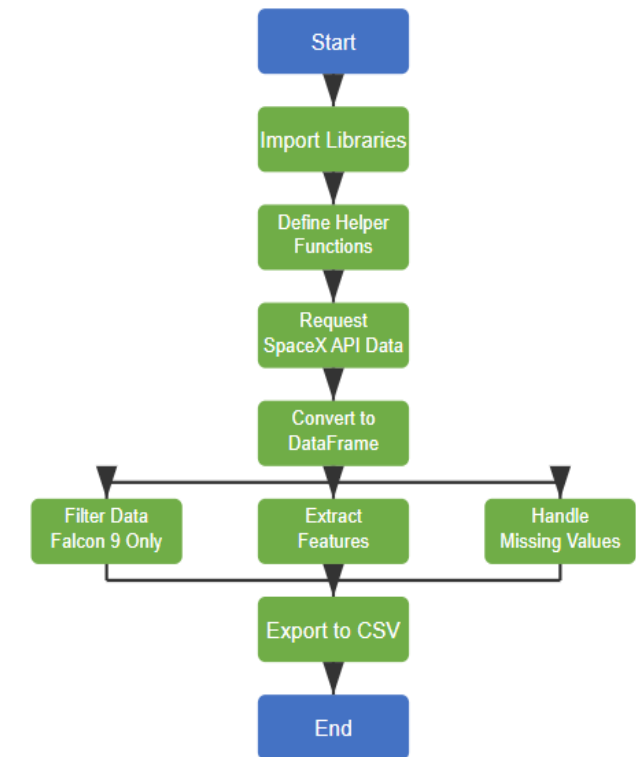 Start
Import Libraries
Define Helper
Functions
Request
SpaceX API Data
Convert to
DataFrame
Filter Data
Falcon 9 Only
Extract
Features
Handle
Missing Values
Export to CSV
End